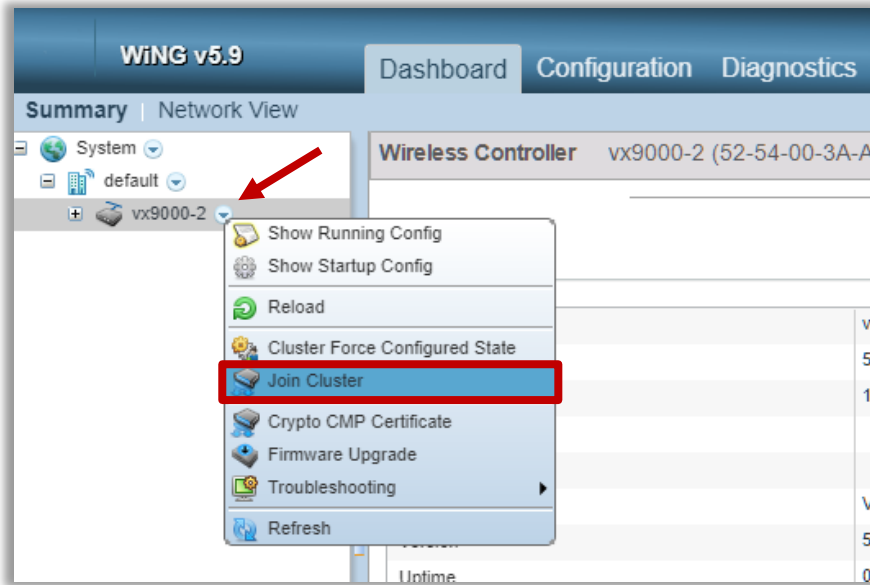 WiNG v5.9
Dashboard Configuration Diagnostics
Summary | Network View
System
default
vx9000-2
Wireless Controller vx9000-2 (52-54-00-3A-A
Show Running Config
Show Startup Config
Reload
Cluster Force Configured State
Join Cluster
Crypto CMP Certificate
Firmware Upgrade
Troubleshooting
Refresh
Uptime